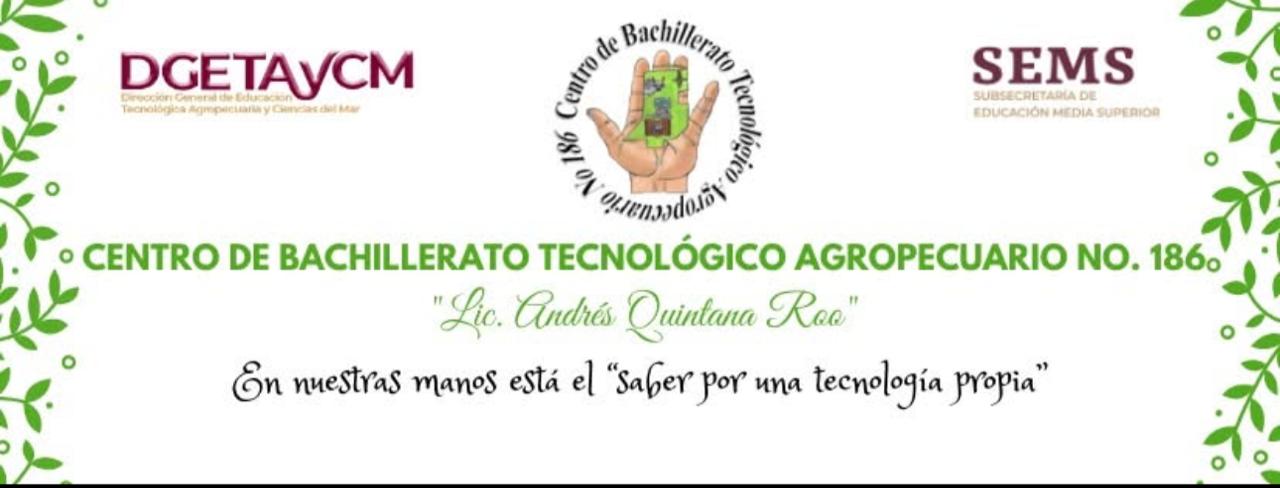 DGETAyCM
Dirección General de Educación
Tecnológica Agropecuaria y Ciencias del Mar
Centro de Bachillerato Tecnológico Agropecuario No 186
SEMS
SUBSECRETARÍA DE
EDUCACIÓN MEDIA SUPERIOR
CENTRO DE BACHILLERATO TECNOLÓGICO AGROPECUARIO NO. 186
"Lic. Andrés Quintana Roo"
En nuestras manos está el “saber por una tecnología propia”